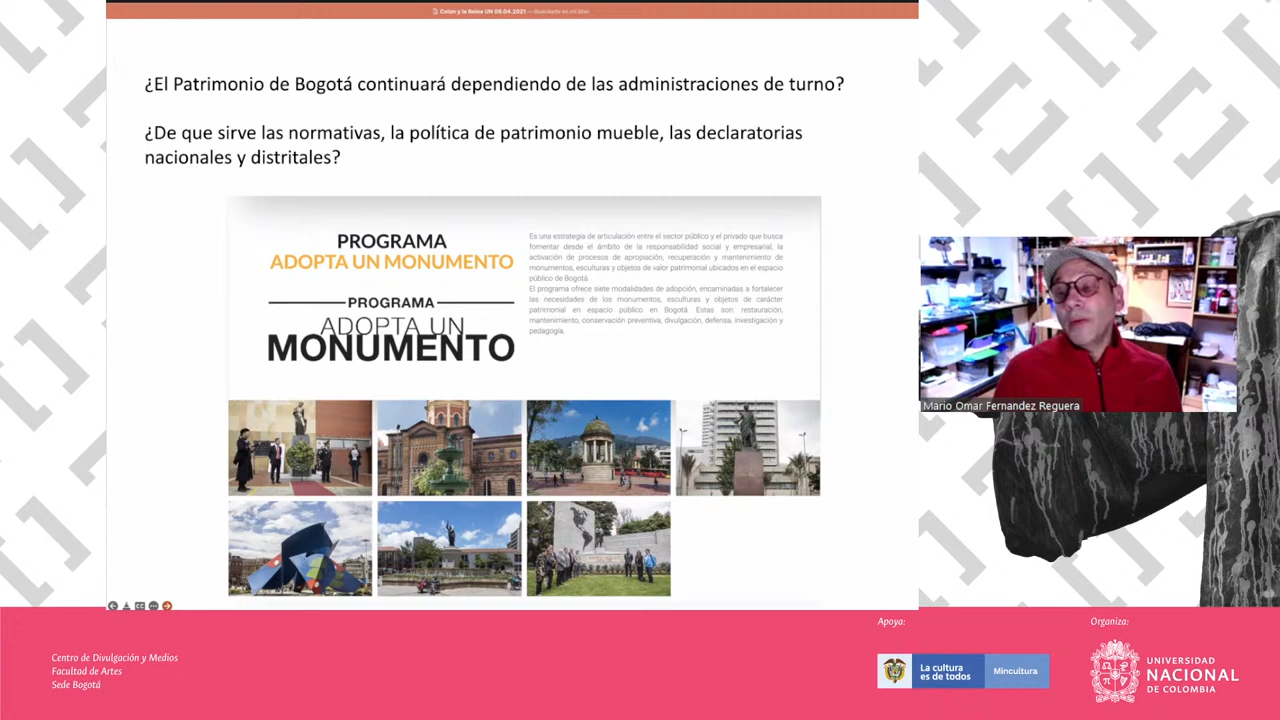 Colon y la Reina UN 06.04.2021 — Guardado en mi Mac
¿El Patrimonio de Bogotá continuará dependiendo de las administraciones de turno?
¿De que sirve las normativas, la política de patrimonio mueble, las declaratorias
nacionales y distritales?
PROGRAMA
ADOPTA UN MONUMENTO
PROGRAMA
ADOPTA UN
MONUMENTO
Es una estrategia de articulación entre el sector público y el privado que busca
fomentar desde el ámbito de la responsabilidad social y empresarial, la
activación de procesos de apropiación, recuperación y mantenimiento de
monumentos, esculturas y objetos de valor patrimonial ubicados en el espacio
público de Bogotá.
El programa ofrece siete modalidades de adopción, encaminadas a fortalecer
las necesidades de los monumentos, esculturas y objetos de carácter
patrimonial en espacio público en Bogotá. Estas son: restauración,
mantenimiento, conservación preventiva, divulgación, defensa, investigación y
pedagogía.
Mario Omar Fernandez Reguera
Centro de Divulgación y Medios
Facultad de Artes
Sede Bogotá
Apoya:
La cultura
es de todos
Mincultura
Organiza:
UNIVERSIDAD
NACIONAL
DE COLOMBIA